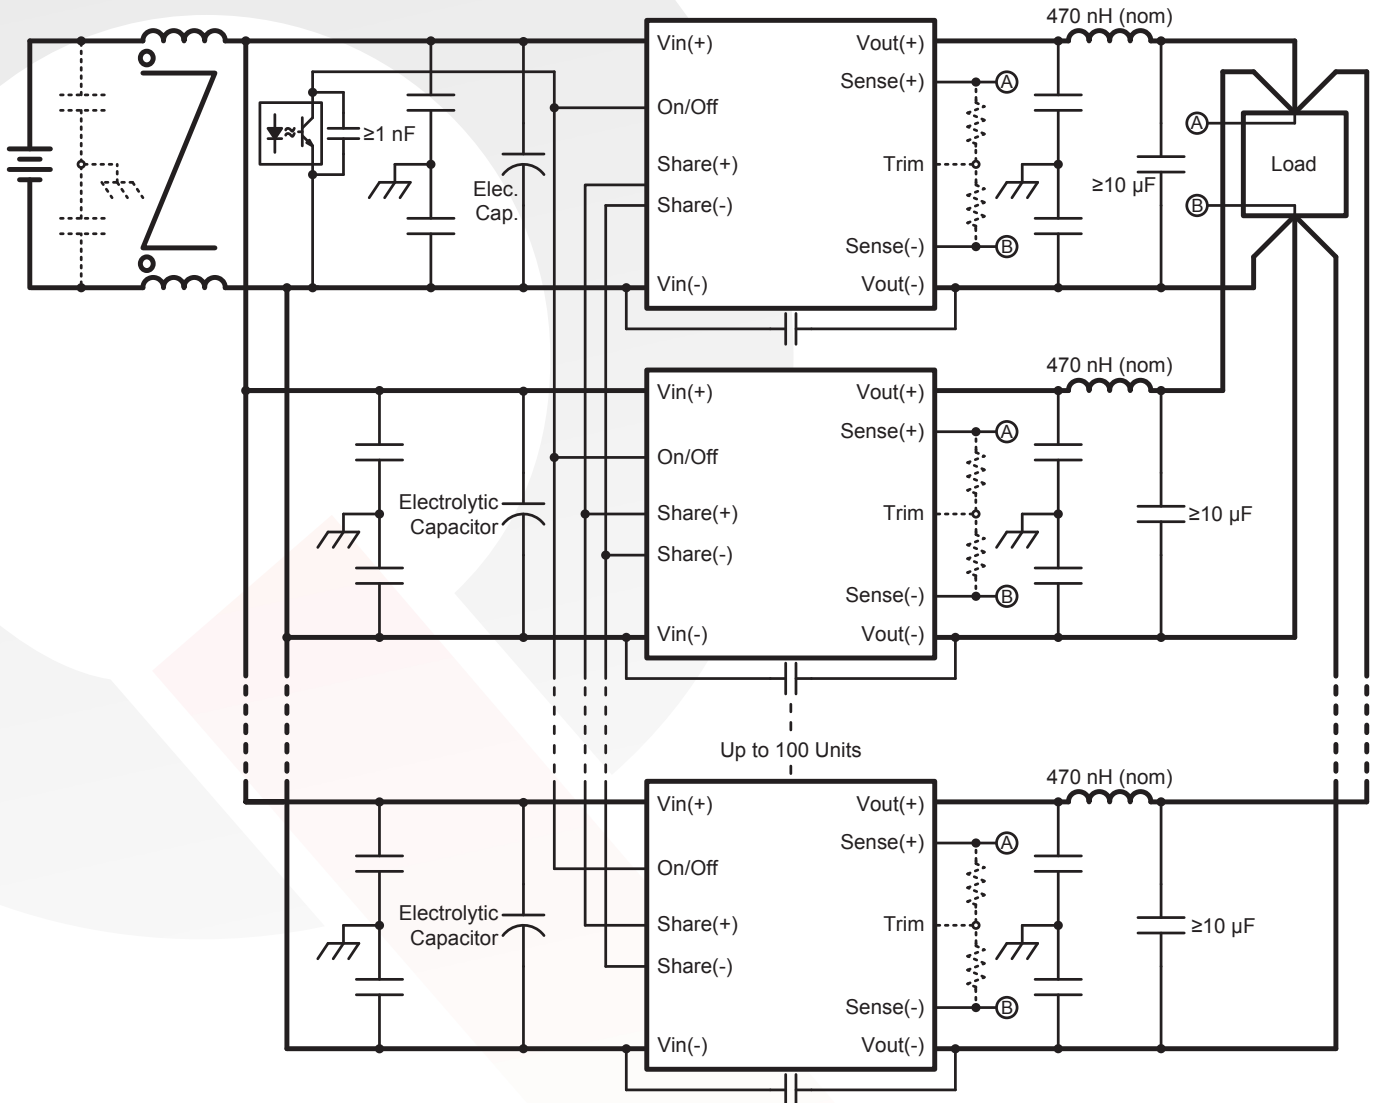 470 nH (nom)
Vin(+)
Vout(+)
Sense(+)
A
On/Off
≥1 nF
A
Share(+)
Trim
Load
Elec.
Cap.
≥10 µF
Share(-)
B
Sense(-)
B
Vin(-)
Vout(-)
470 nH (nom)
Vin(+)
Vout(+)
Sense(+)
A
On/Off
Electrolytic
Capacitor
Share(+)
Trim
≥10 µF
Share(-)
Sense(-)
B
Vin(-)
Vout(-)
Up to 100 Units
470 nH (nom)
Vin(+)
Vout(+)
Sense(+)
A
On/Off
Electrolytic
Capacitor
Share(+)
Trim
≥10 µF
Share(-)
Sense(-)
B
Vin(-)
Vout(-)